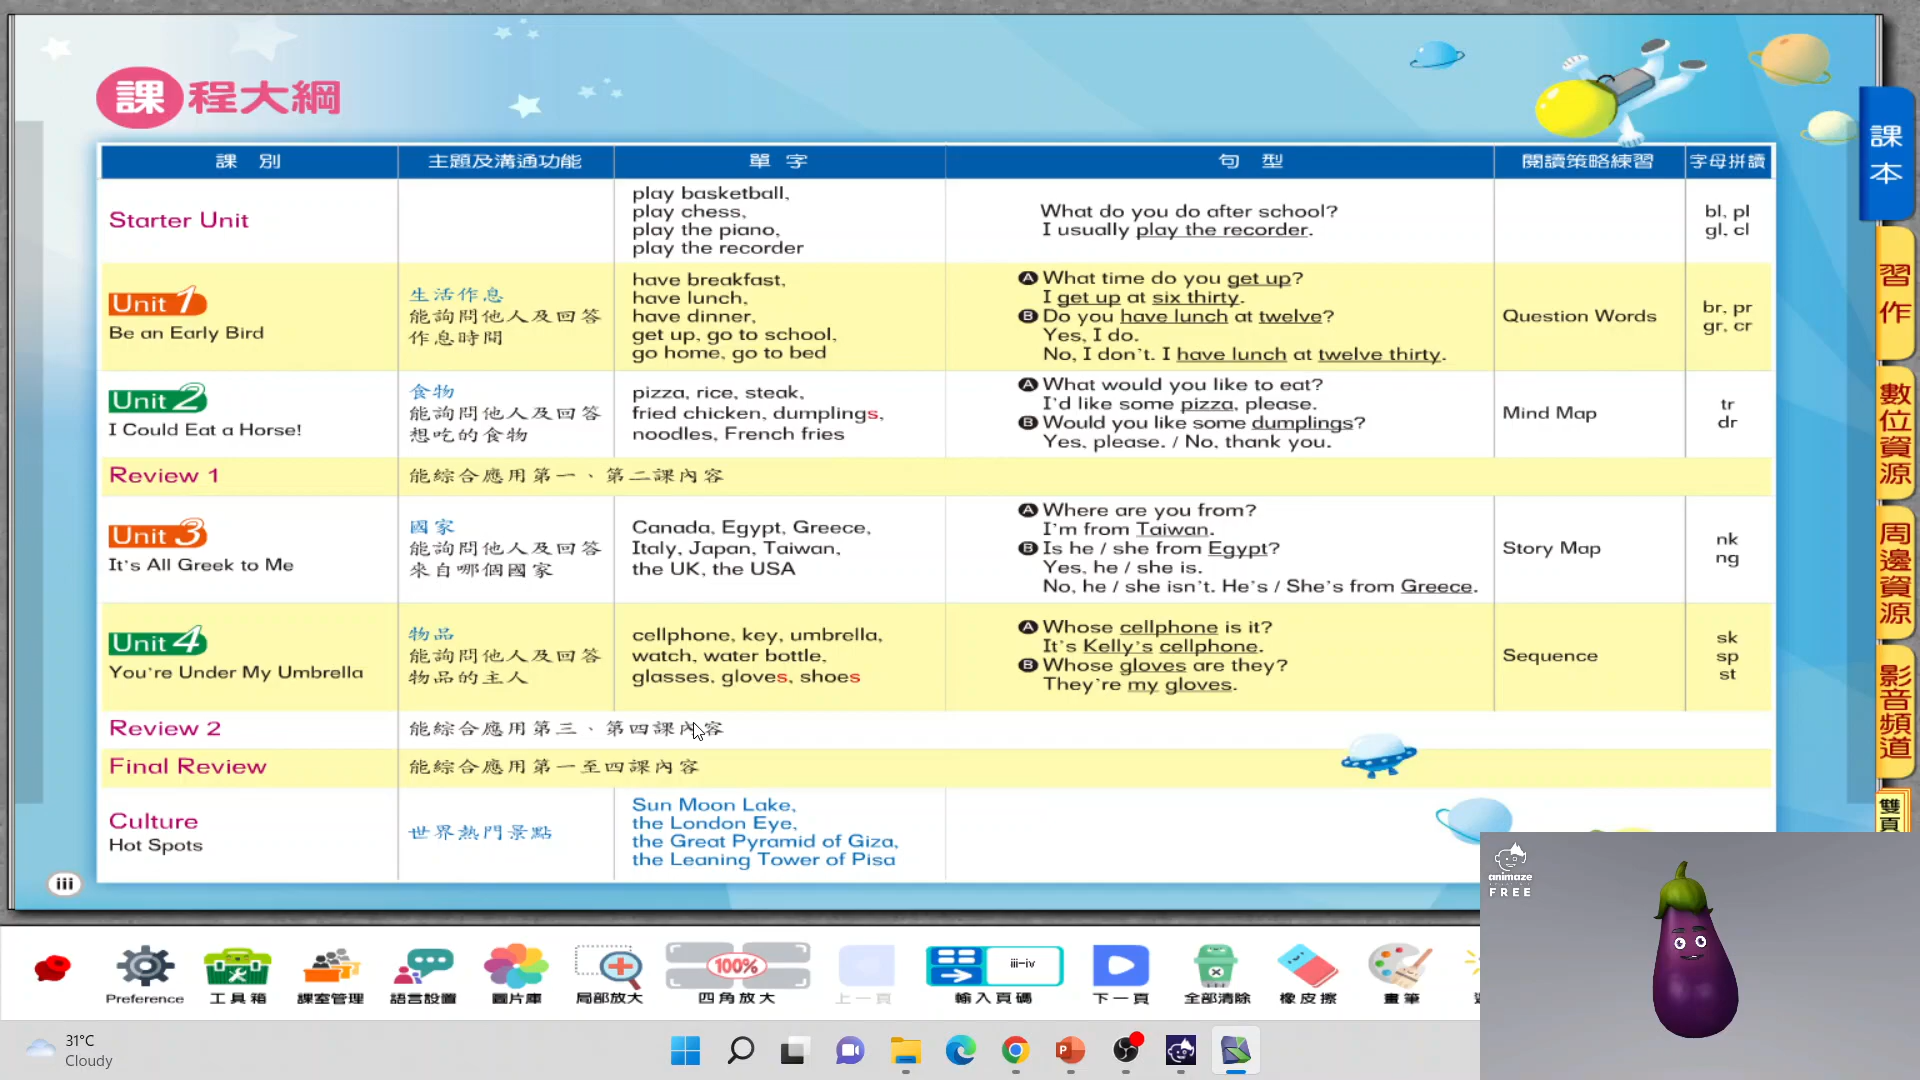 課程大綱
課 別
主題及溝通功能
單 字
句 型
閱讀策略練習
字母拼讀
Starter Unit
play basketball,
play chess,
play the piano,
play the recorder
What do you do after school?
I usually play the recorder.
bl, pl
gl, cl
Unit 1
Be an Early Bird
生活作息
能詢問他人及回答
作息時間
have breakfast,
have lunch,
have dinner,
get up, go to school,
go home, go to bed
A What time do you get up?
I get up at six thirty.
B Do you have lunch at twelve?
Yes, I do.
No, I don't. I have lunch at twelve thirty.
Question Words
br, pr
gr, cr
Unit 2
I Could Eat a Horse!
食物
能詢問他人及回答
想吃的食物
pizza, rice, steak,
fried chicken, dumplings,
noodles, French fries
A What would you like to eat?
I'd like some pizza, please.
B Would you like some dumplings?
Yes, please. / No, thank you.
Mind Map
tr
dr
Review 1
能綜合應用第一、第二課內容
Unit 3
It's All Greek to Me
國家
能詢問他人及回答
來自哪個國家
Canada, Egypt, Greece,
Italy, Japan, Taiwan,
the UK, the USA
A Where are you from?
I'm from Taiwan.
B Is he / she from Egypt?
Yes, he / she is.
No, he / she isn't. He's / She's from Greece.
Story Map
nk
ng
Unit 4
You're Under My Umbrella
物品
能詢問他人及回答
物品的主人
cellphone, key, umbrella,
watch, water bottle,
glasses, gloves, shoes
A Whose cellphone is it?
It's Kelly's cellphone.
B Whose gloves are they?
They're my gloves.
Sequence
sk
sp
st
Review 2
能綜合應用第三、第四課內容
Final Review
能綜合應用第一至四課內容
Culture
Hot Spots
世界熱門景點
Sun Moon Lake,
the London Eye,
the Great Pyramid of Giza,
the Leaning Tower of Pisa
iii
課本
習作
數位資源
周邊資源
影音頻道
雙頁
animaze
FREE
Preference
工具箱
課室管理
語言設置
圖片庫
局部放大
100%
四角放大
上一頁
iii-iv
輸入頁碼
下一頁
全部清除
橡皮擦
畫筆
31°C
Cloudy